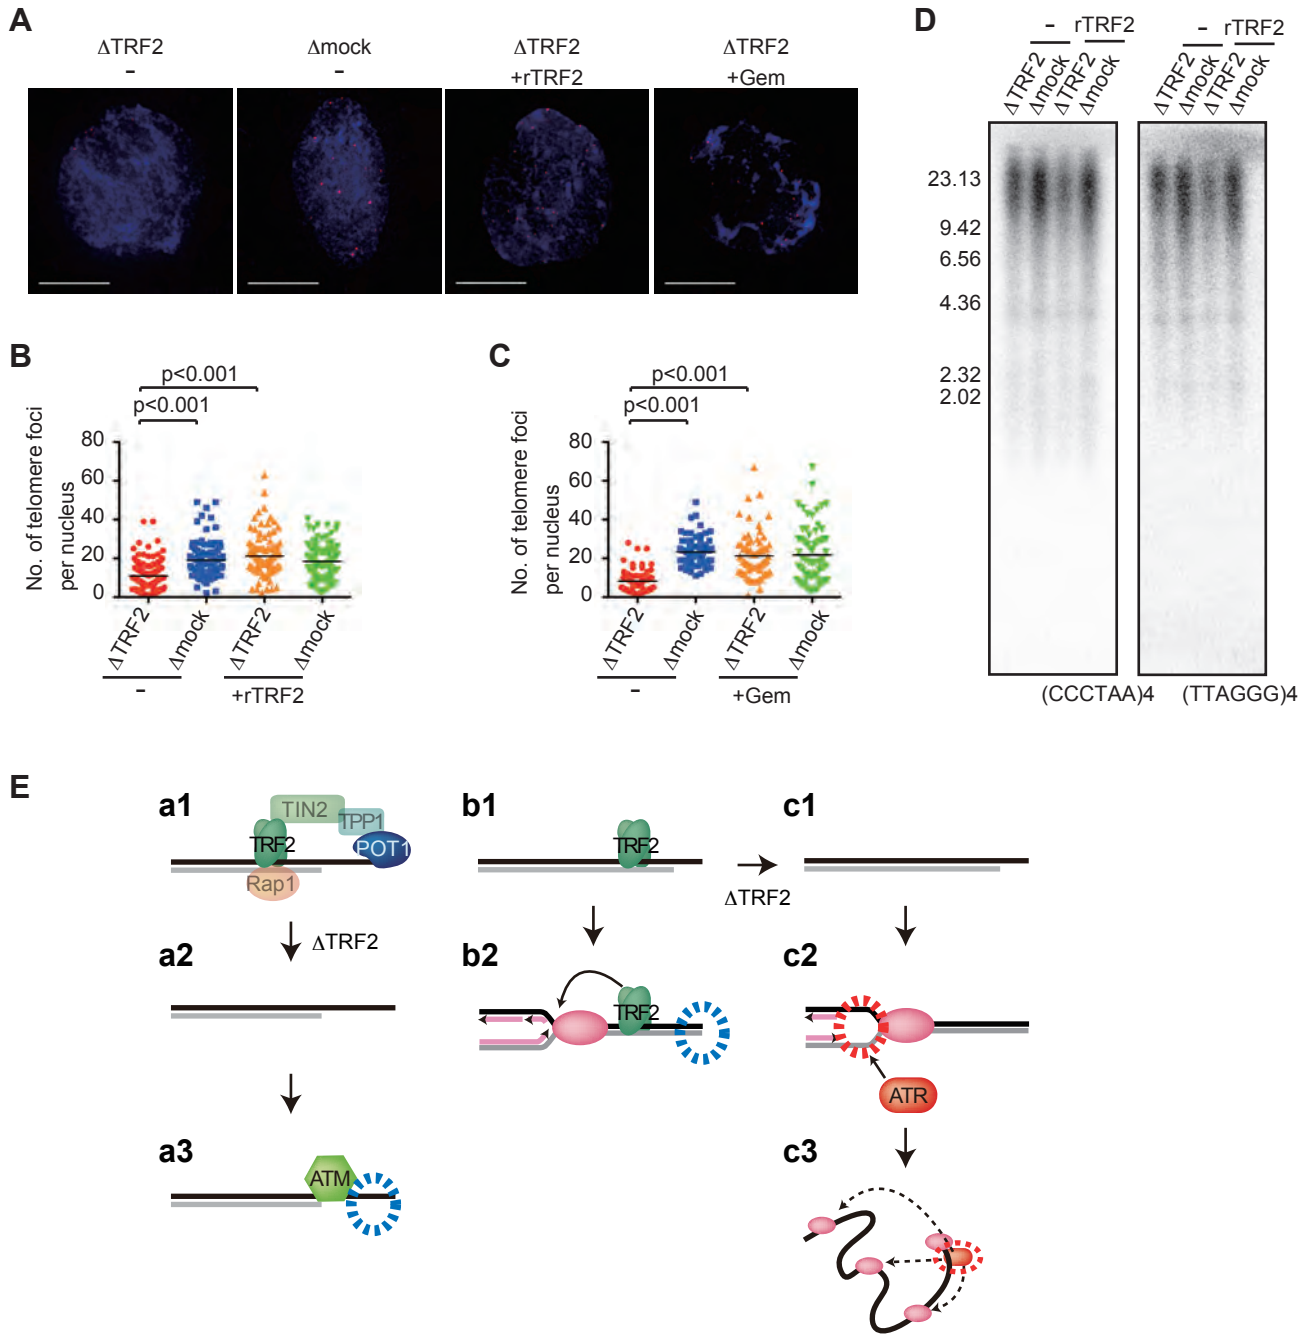 A
ΔTRF2
-
Δmock
-
ΔTRF2
+rTRF2
ΔTRF2
+Gem
B
p<0.001
p<0.001
No. of telomere foci
per nucleus
80
60
40
20
0
ΔTRF2
Δmock
ΔTRF2
Δmock
-
+rTRF2
C
p<0.001
p<0.001
No. of telomere foci
per nucleus
80
60
40
20
0
ΔTRF2
Δmock
ΔTRF2
Δmock
-
+Gem
D
- rTRF2
ΔTRF2
Δmock
ΔTRF2
Δmock
- rTRF2
ΔTRF2
Δmock
ΔTRF2
Δmock
23.13
9.42
6.56
4.36
2.32
2.02
(CCCTAA)4
(TTAGGG)4
E
a1
TIN2
TPP1
TRF2
POT1
Rap1
ΔTRF2
a2
a3
ATM
b1
TRF2
ΔTRF2
b2
TRF2
c1
c2
ATR
c3